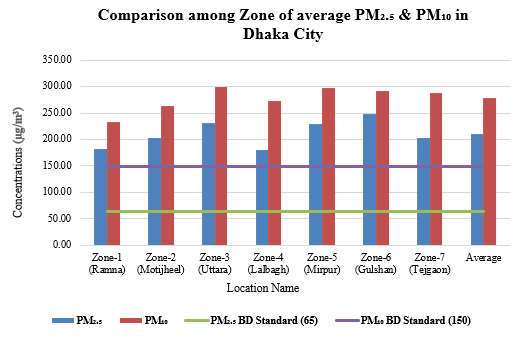 Comparison among Zone of average PM₂.₅ & PM₁₀ in
Dhaka City
Concentrations (µg/m³)
350.00
300.00
250.00
200.00
150.00
100.00
50.00
0.00
Zone-1 Zone-2 Zone-3 Zone-4 Zone-5 Zone-6 Zone-7 Average
(Ramna) (Motijheel) (Uttara) (Lalbagh) (Mirpur) (Gulshan) (Tejgaon)
Location Name
PM₂.₅ PM₁₀ PM₂.₅ BD Standard (65) PM₁₀ BD Standard (150)